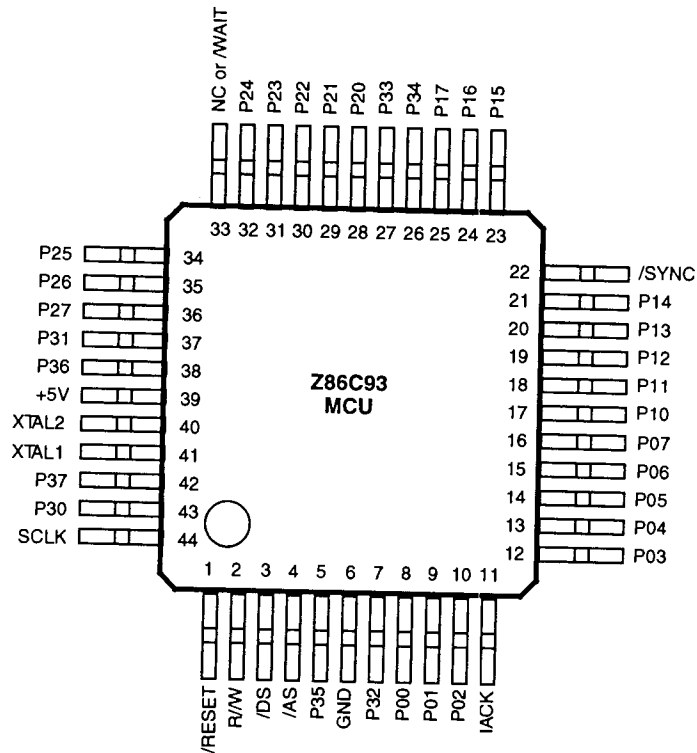 NC or /WAIT
P24
P23
P22
P21
P20
P33
P34
P17
P16
P15
33 32 31 30 29 28 27 26 25 24 23
P25 34
P26 35
P27 36
P31 37
P36 38
+5V 39
XTAL2 40
XTAL1 41
P37 42
P30 43
SCLK 44
Z86C93
MCU
22 /SYNC
21 P14
20 P13
19 P12
18 P11
17 P10
16 P07
15 P06
14 P05
13 P04
12 P03
1 2 3 4 5 6 7 8 9 10 11
/RESET
R//W
/DS
/AS
P35
GND
P32
P00
P01
P02
IACK